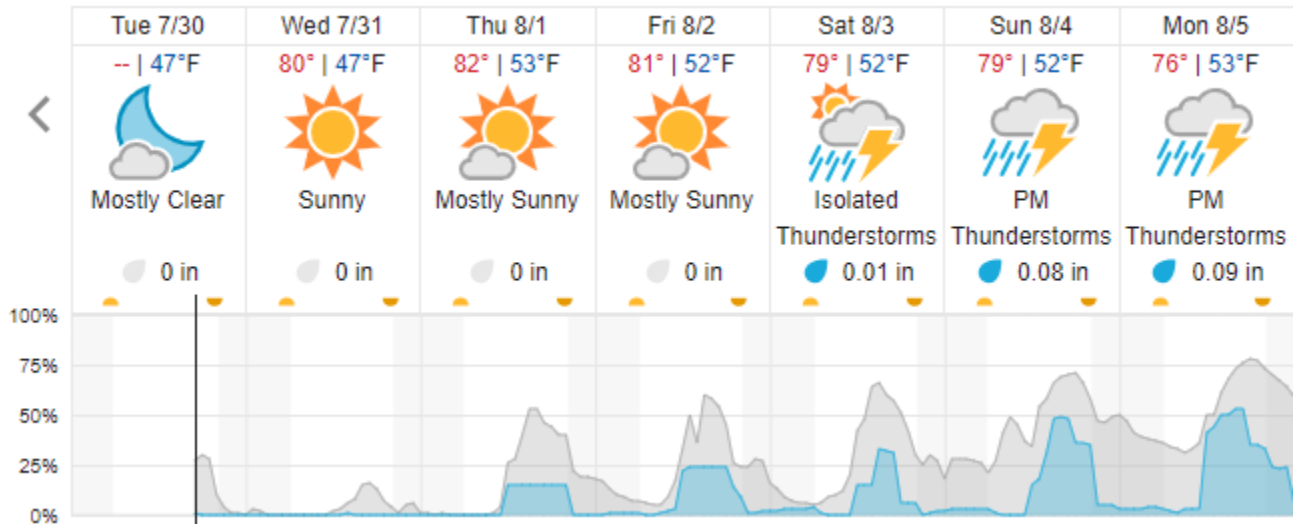 Tue 7/30 Wed 7/31 Thu 8/1 Fri 8/2 Sat 8/3 Sun 8/4 Mon 8/5
-- | 47°F 80° | 47°F 82° | 53°F 81° | 52°F 79° | 52°F 79° | 52°F 76° | 53°F
Mostly Clear Sunny Mostly Sunny Mostly Sunny Isolated PM PM
Thunderstorms Thunderstorms Thunderstorms
0 in 0 in 0 in 0 in 0.01 in 0.08 in 0.09 in
100%
75%
50%
25%
0%